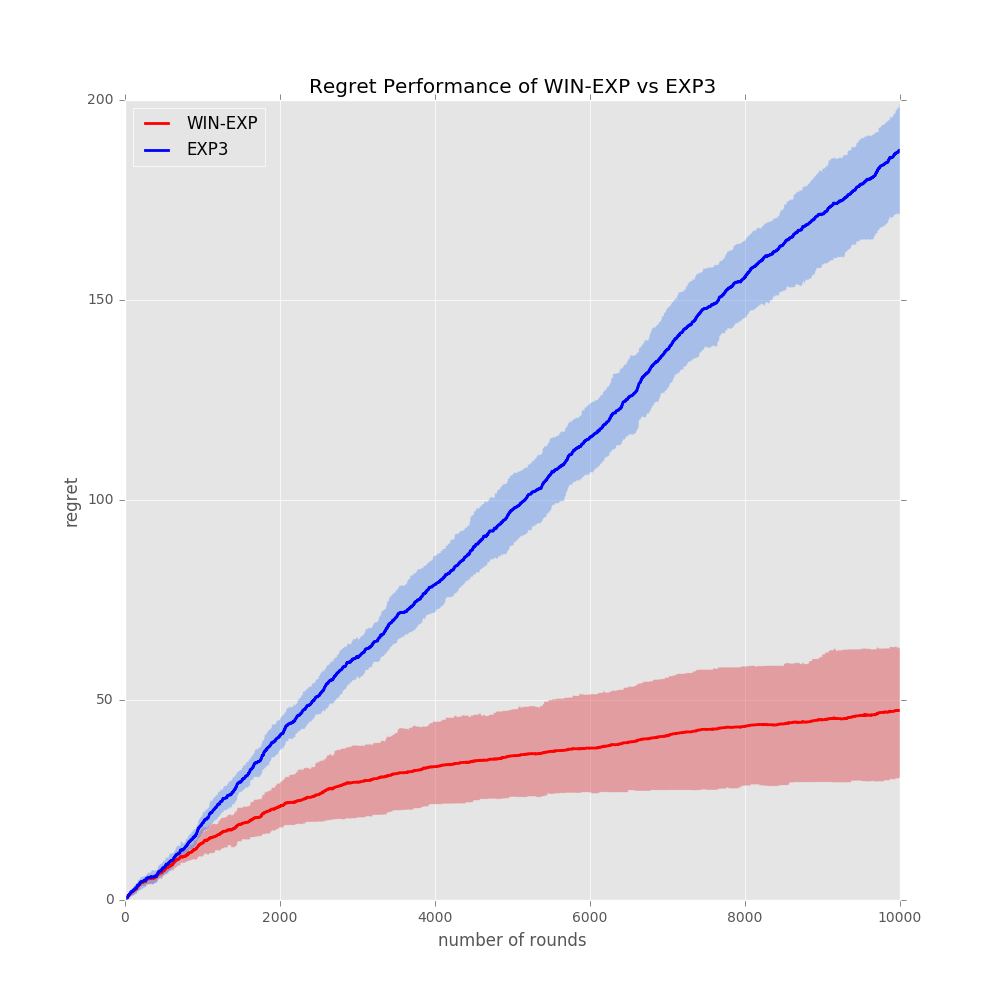 Regret Performance of WIN-EXP vs EXP3
200
WIN-EXP
EXP3
150
100
regret
50
0
0 2000 4000 6000 8000 10000
number of rounds